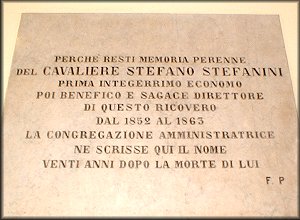 PERCHÈ RESTI MEMORIA PERENNE
DEL CAVALIERE STEFANO STEFANINI
PRIMA INTEGERRIMO ECONOMO
POI BENEFICO E SAGACE DIRETTORE
DI QUESTO RICOVERO
DAL 1852 AL 1863
LA CONGREGAZIONE AMMINISTRATRICE
NE SCRISSE QUI IL NOME
VENTI ANNI DOPO LA MORTE DI LUI
F. P